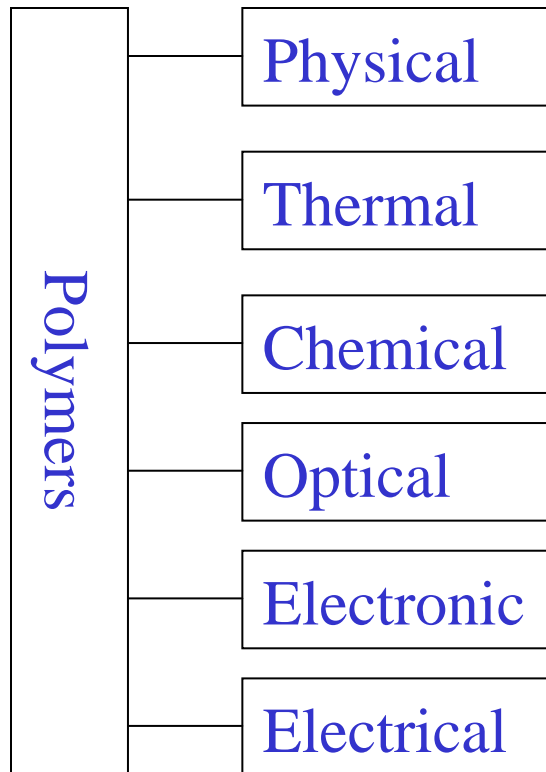 Polymers
Physical
Thermal
Chemical
Optical
Electronic
Electrical